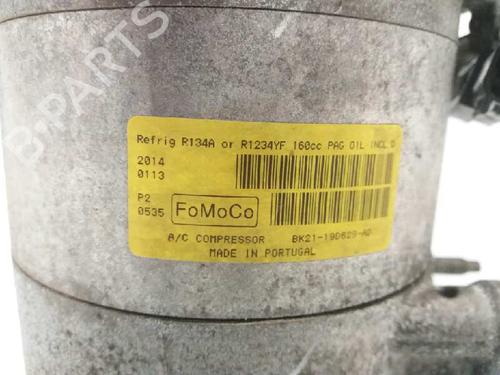 B-PARTS
Refrig R134A or R1234YF 160cc PAG OIL INCL D
2014
0113
P2
0535
FoMoCo
A/C COMPRESSOR BK21-19D629-AD
MADE IN PORTUGAL